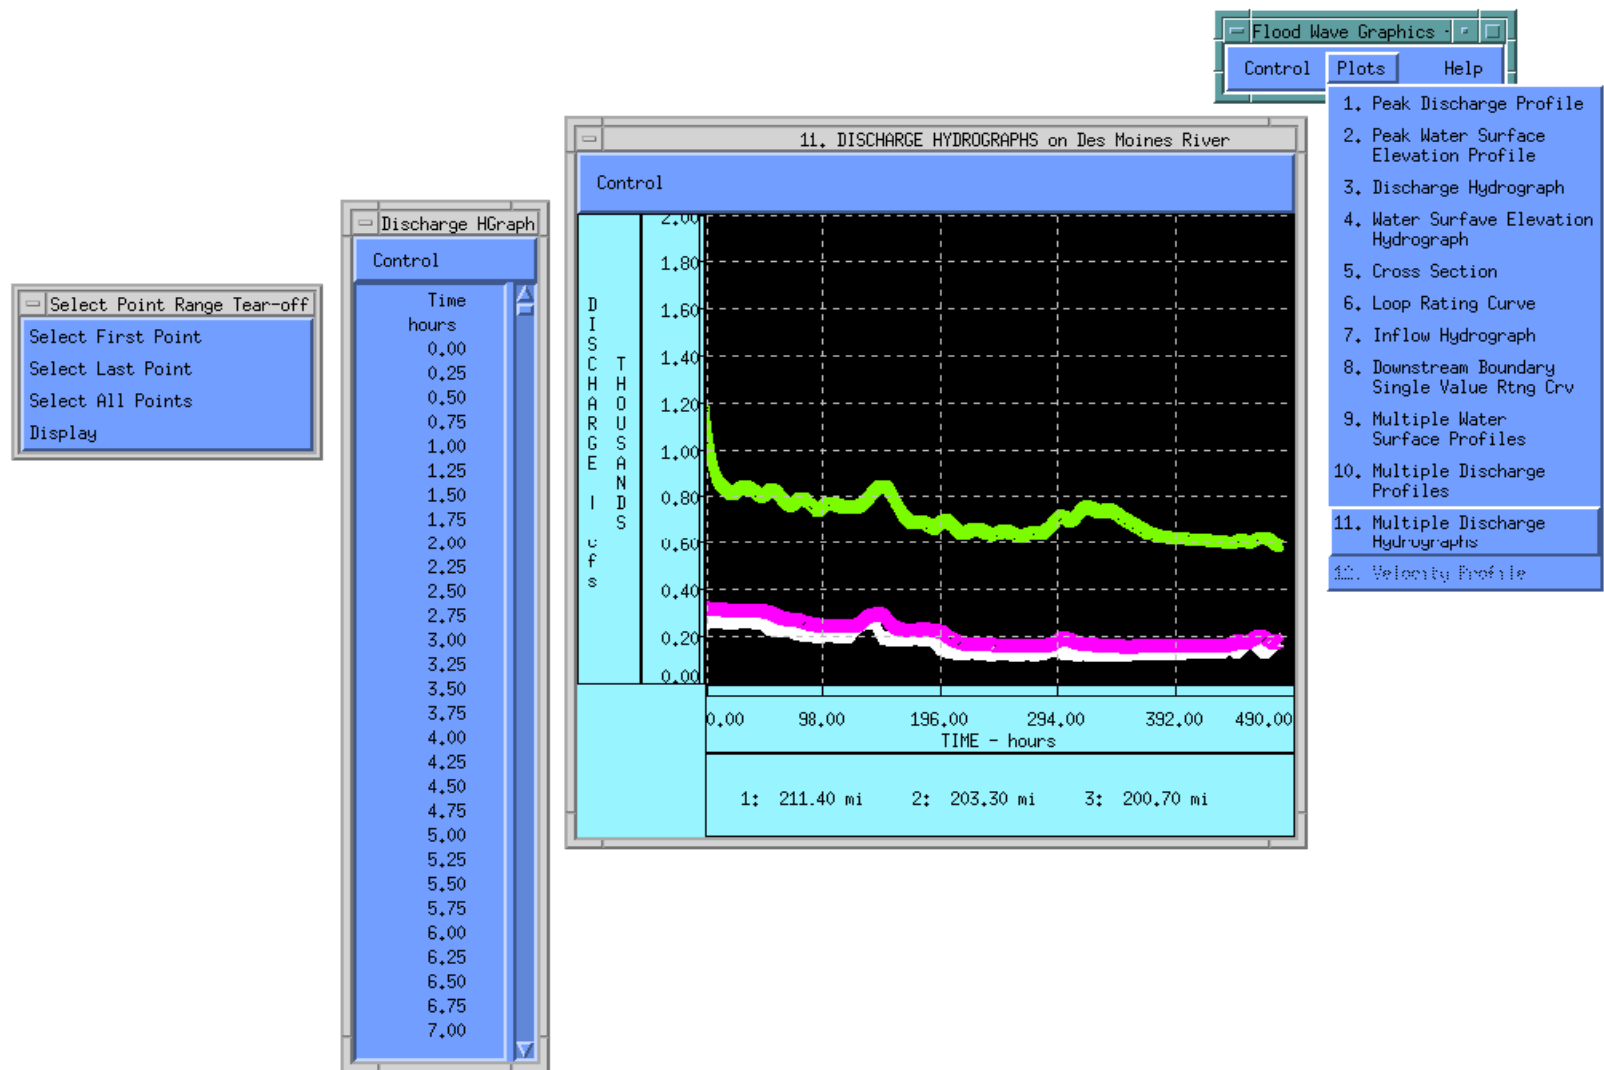 Flood Wave Graphics -
Control Plots Help
1. Peak Discharge Profile
2. Peak Water Surface
Elevation Profile
3. Discharge Hydrograph
4. Water Surfave Elevation
Hydrograph
5. Cross Section
6. Loop Rating Curve
7. Inflow Hydrograph
8. Downstream Boundary
Single Value Rtng Crv
9. Multiple Water
Surface Profiles
10. Multiple Discharge
Profiles
11. Multiple Discharge
Hydrographs
12. Velocity Profile
11. DISCHARGE HYDROGRAPHS on Des Moines River
Control
DISCHARGE | cfs
THOUSANDS
2.00
1.80
1.60
1.40
1.20
1.00
0.80
0.60
0.40
0.20
0.00
0.00 98.00 196.00 294.00 392.00 490.00
TIME - hours
1: 211.40 mi 2: 203.30 mi 3: 200.70 mi
Discharge HGraph
Control
Time
hours
0.00
0.25
0.50
0.75
1.00
1.25
1.50
1.75
2.00
2.25
2.50
2.75
3.00
3.25
3.50
3.75
4.00
4.25
4.50
4.75
5.00
5.25
5.50
5.75
6.00
6.25
6.50
6.75
7.00
Select Point Range Tear-off
Select First Point
Select Last Point
Select All Points
Display